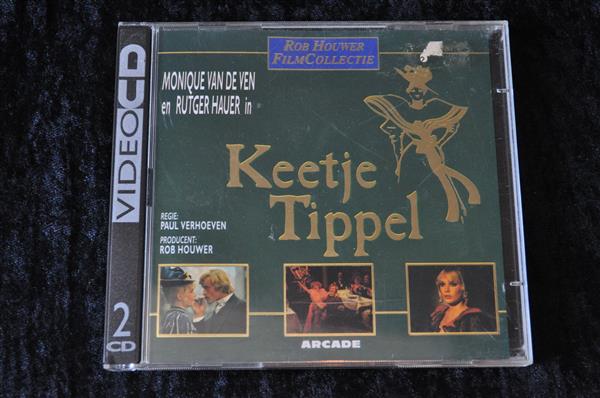 VIDEO CD
2
CD
ROB HOUWER
FILMCOLLECTIE
MONIQUE VAN DE VEN
en RUTGER HAUER in
Keetje
Tippel
REGIE:
PAUL VERHOEVEN
PRODUCENT:
ROB HOUWER
ARCADE